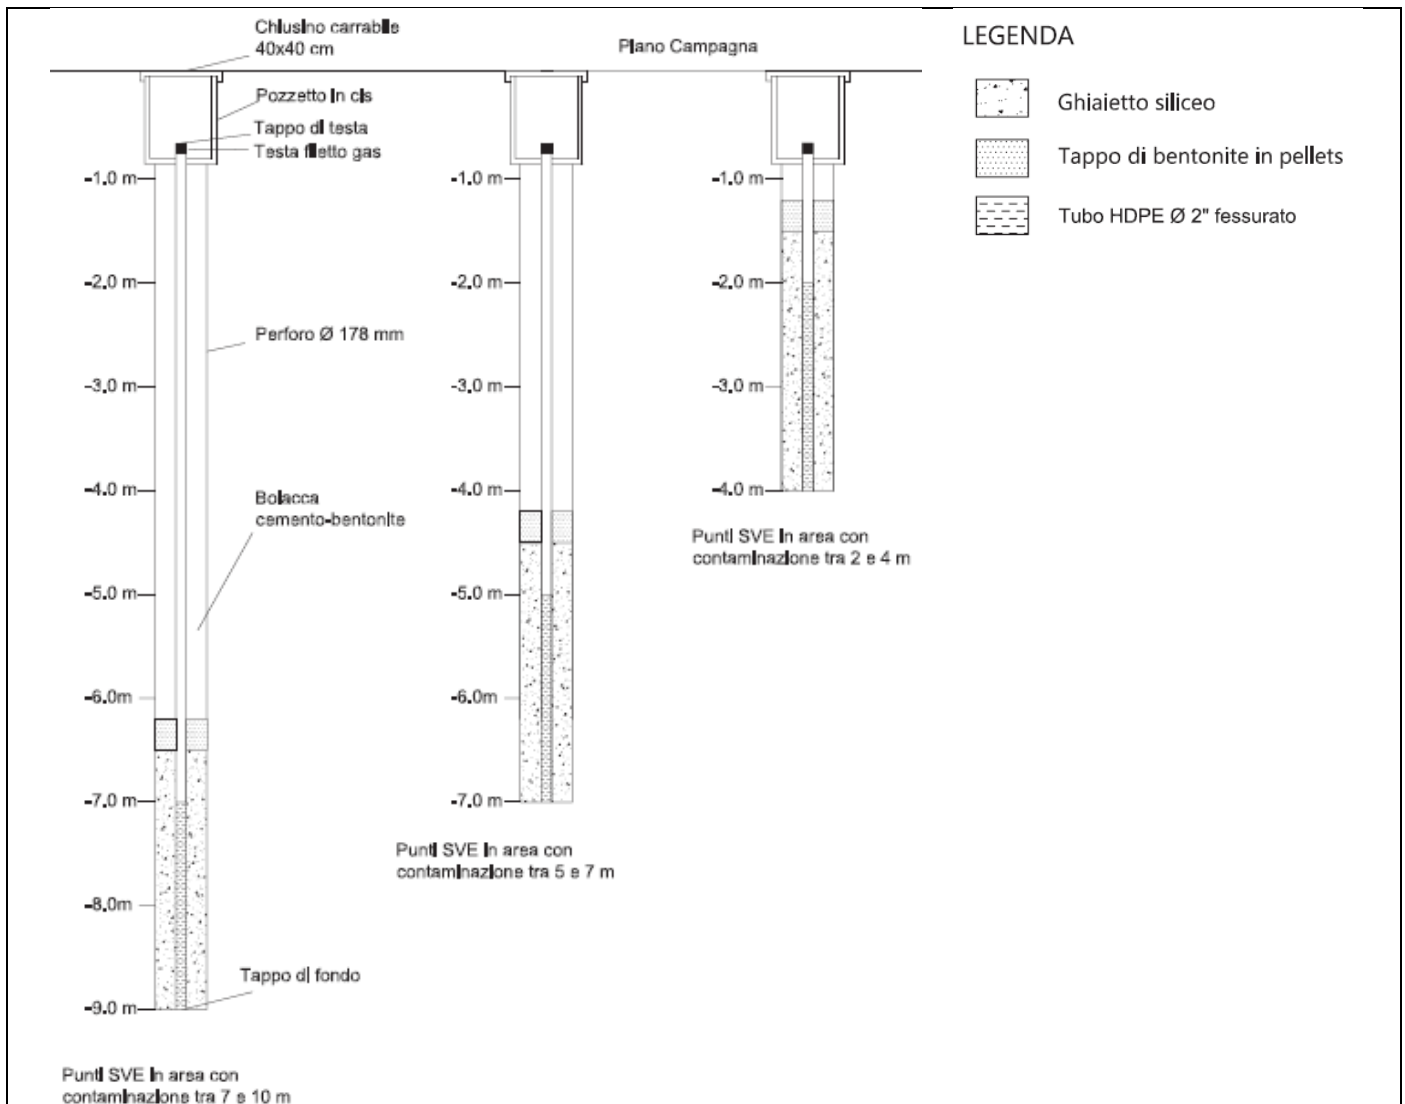 Chiusino carrabile
40x40 cm
Plano Campagna
LEGENDA
Pozzetto in cls
Tappo di testa
Testa filetto gas
Ghiaietto siliceo
Tappo di bentonite in pellets
Tubo HDPE Ø 2" fessurato
-1.0 m
-2.0 m
Perforo Ø 178 mm
-3.0 m
-4.0 m
Boiacca
cemento-bentonite
-5.0 m
-6.0m
-7.0 m
-8.0m
Tappo di fondo
-9.0 m
Punti SVE in area con
contaminazione tra 7 e 10 m
-1.0 m
-2.0 m
-3.0 m
-4.0 m
-5.0 m
-6.0m
-7.0 m
Punti SVE in area con
contaminazione tra 5 e 7 m
-1.0 m
-2.0 m
-3.0 m
-4.0 m
Punti SVE in area con
contaminazione tra 2 e 4 m